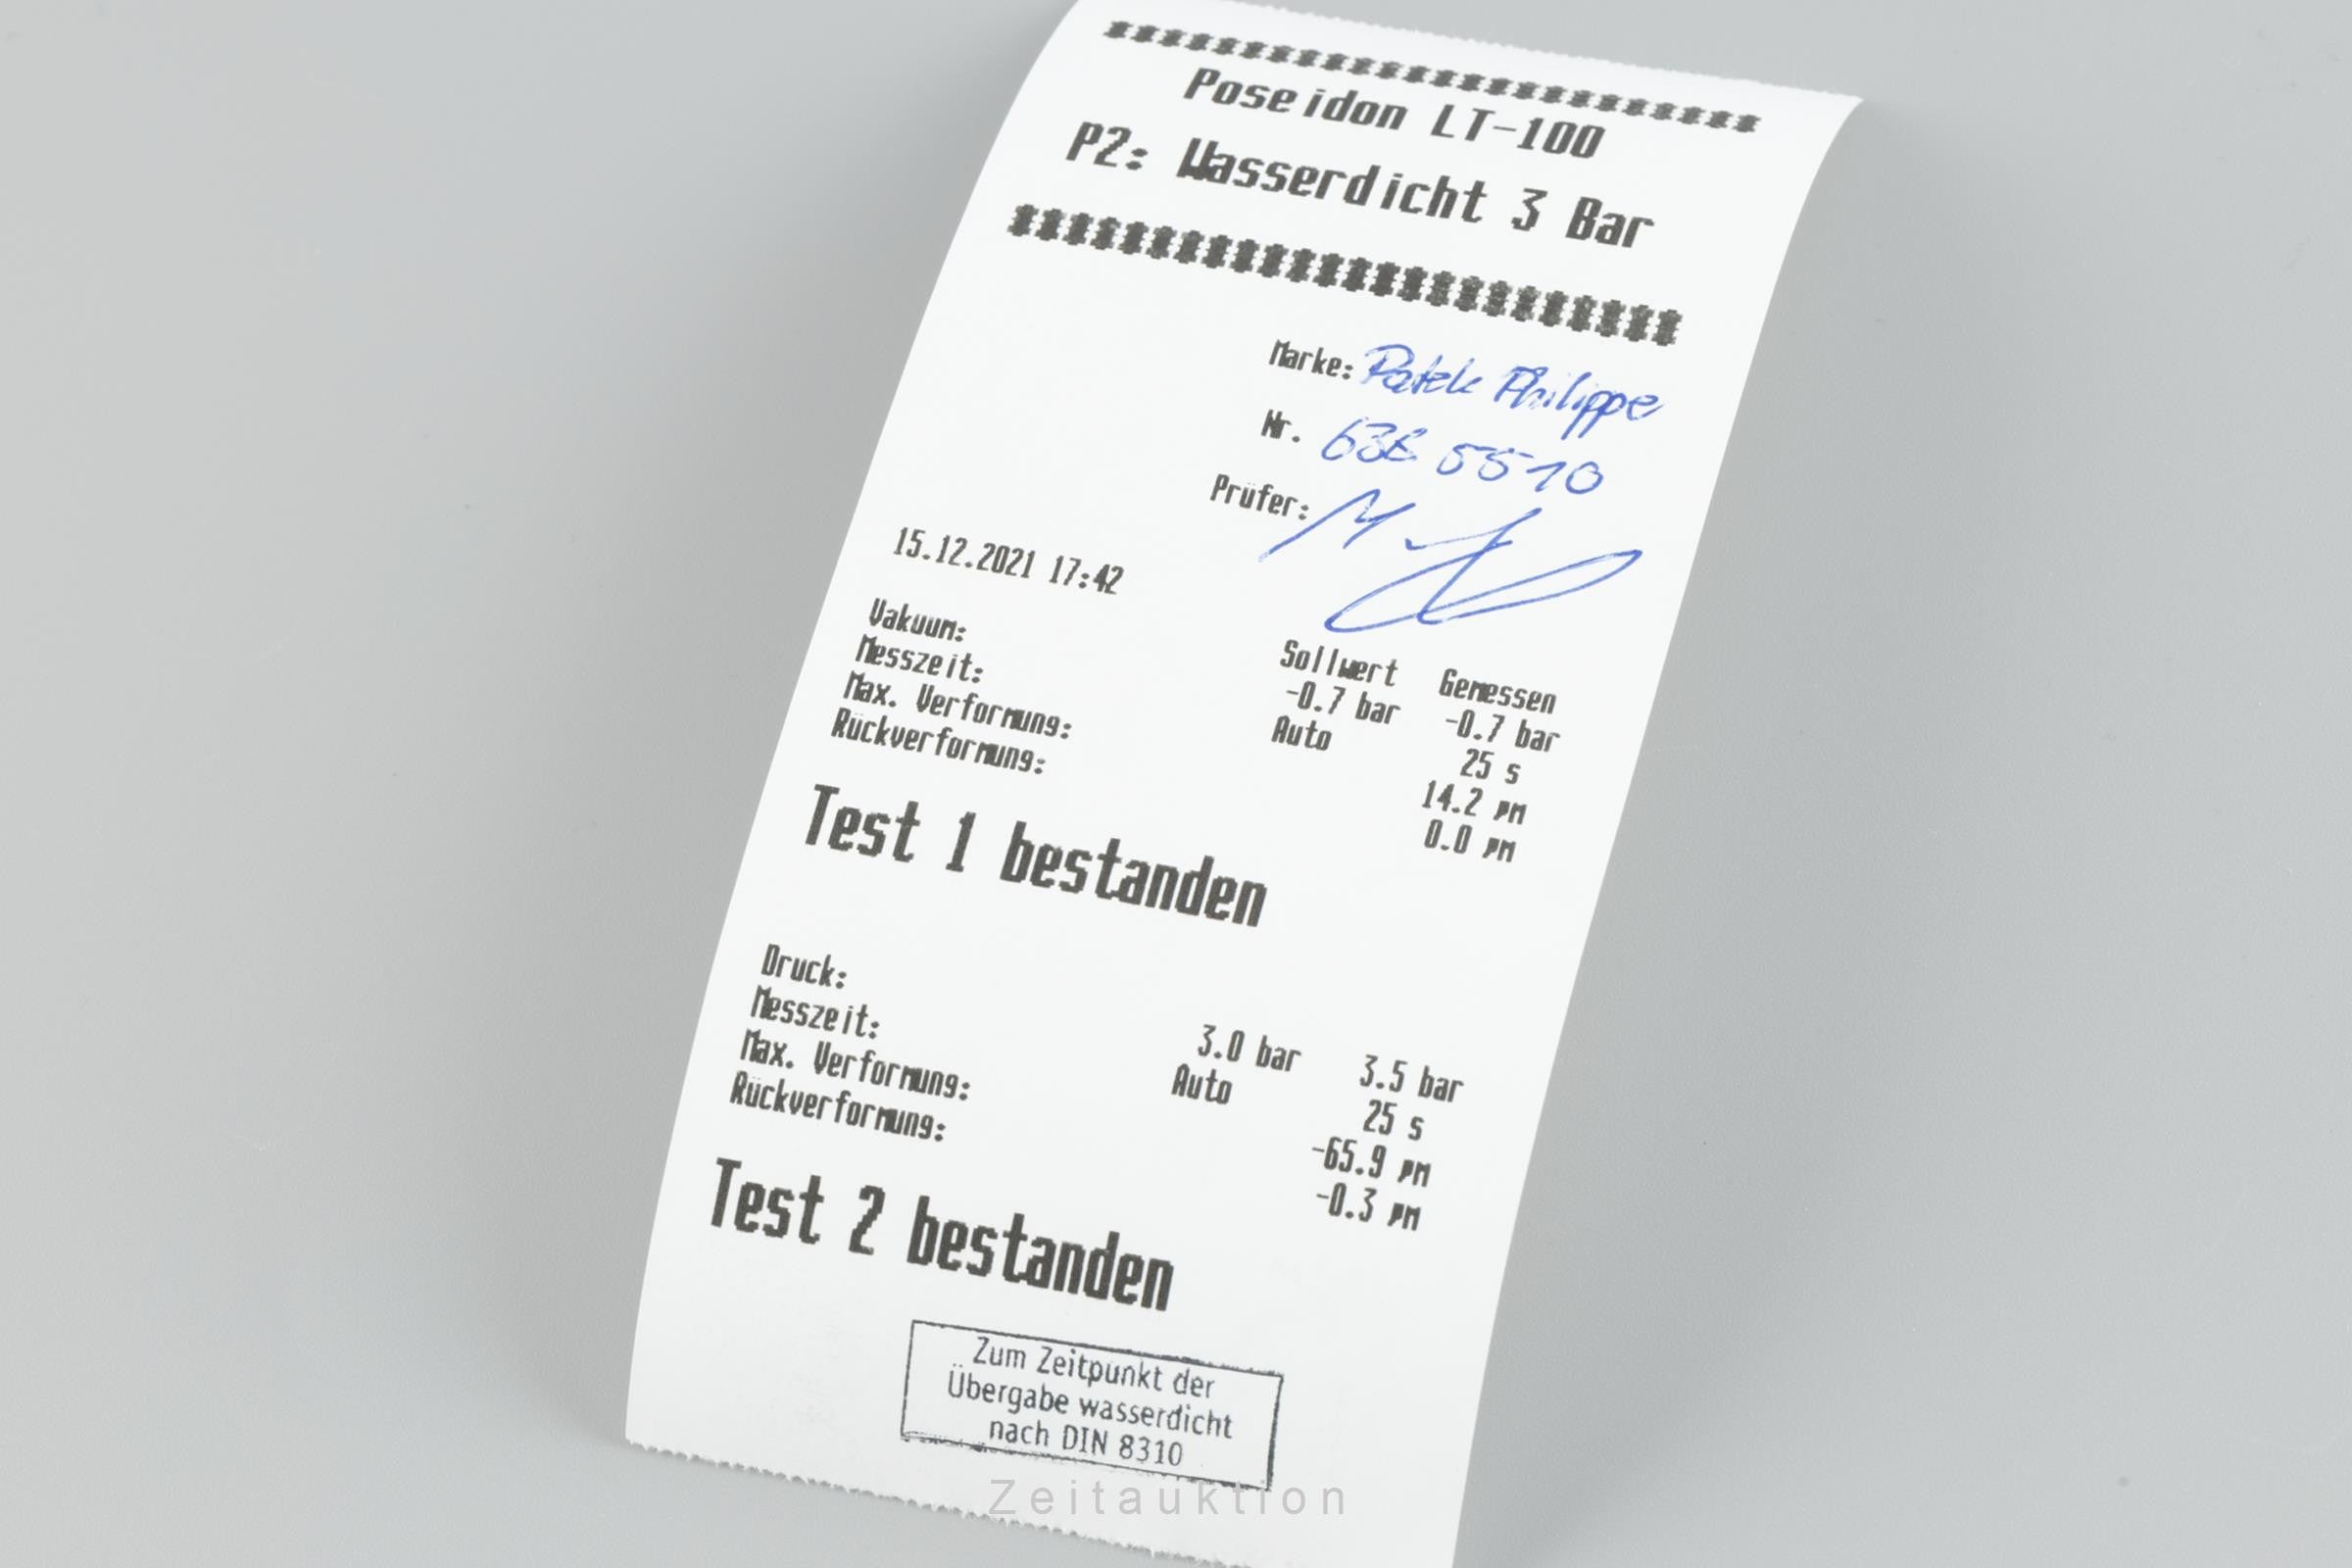 ************************
Poseidon LT-100
P2: Wasserdicht 3 Bar
************************
Marke: Patek Philippe
Nr. 5510
Prüfer:
15.12.2021 17:42
Sollwert Gemessen
Vakuum: -0.7 bar -0.7 bar
Messzeit: Auto 25 s
Max. Verformung: 14.2 µm
Rückverformung: 0.0 µm
Test 1 bestanden
Druck: 3.0 bar 3.5 bar
Messzeit: Auto 25 s
Max. Verformung: -65.9 µm
Rückverformung: -0.3 µm
Test 2 bestanden
Zum Zeitpunkt der
Übergabe wasserdicht
nach DIN 8310
Zeitauktion